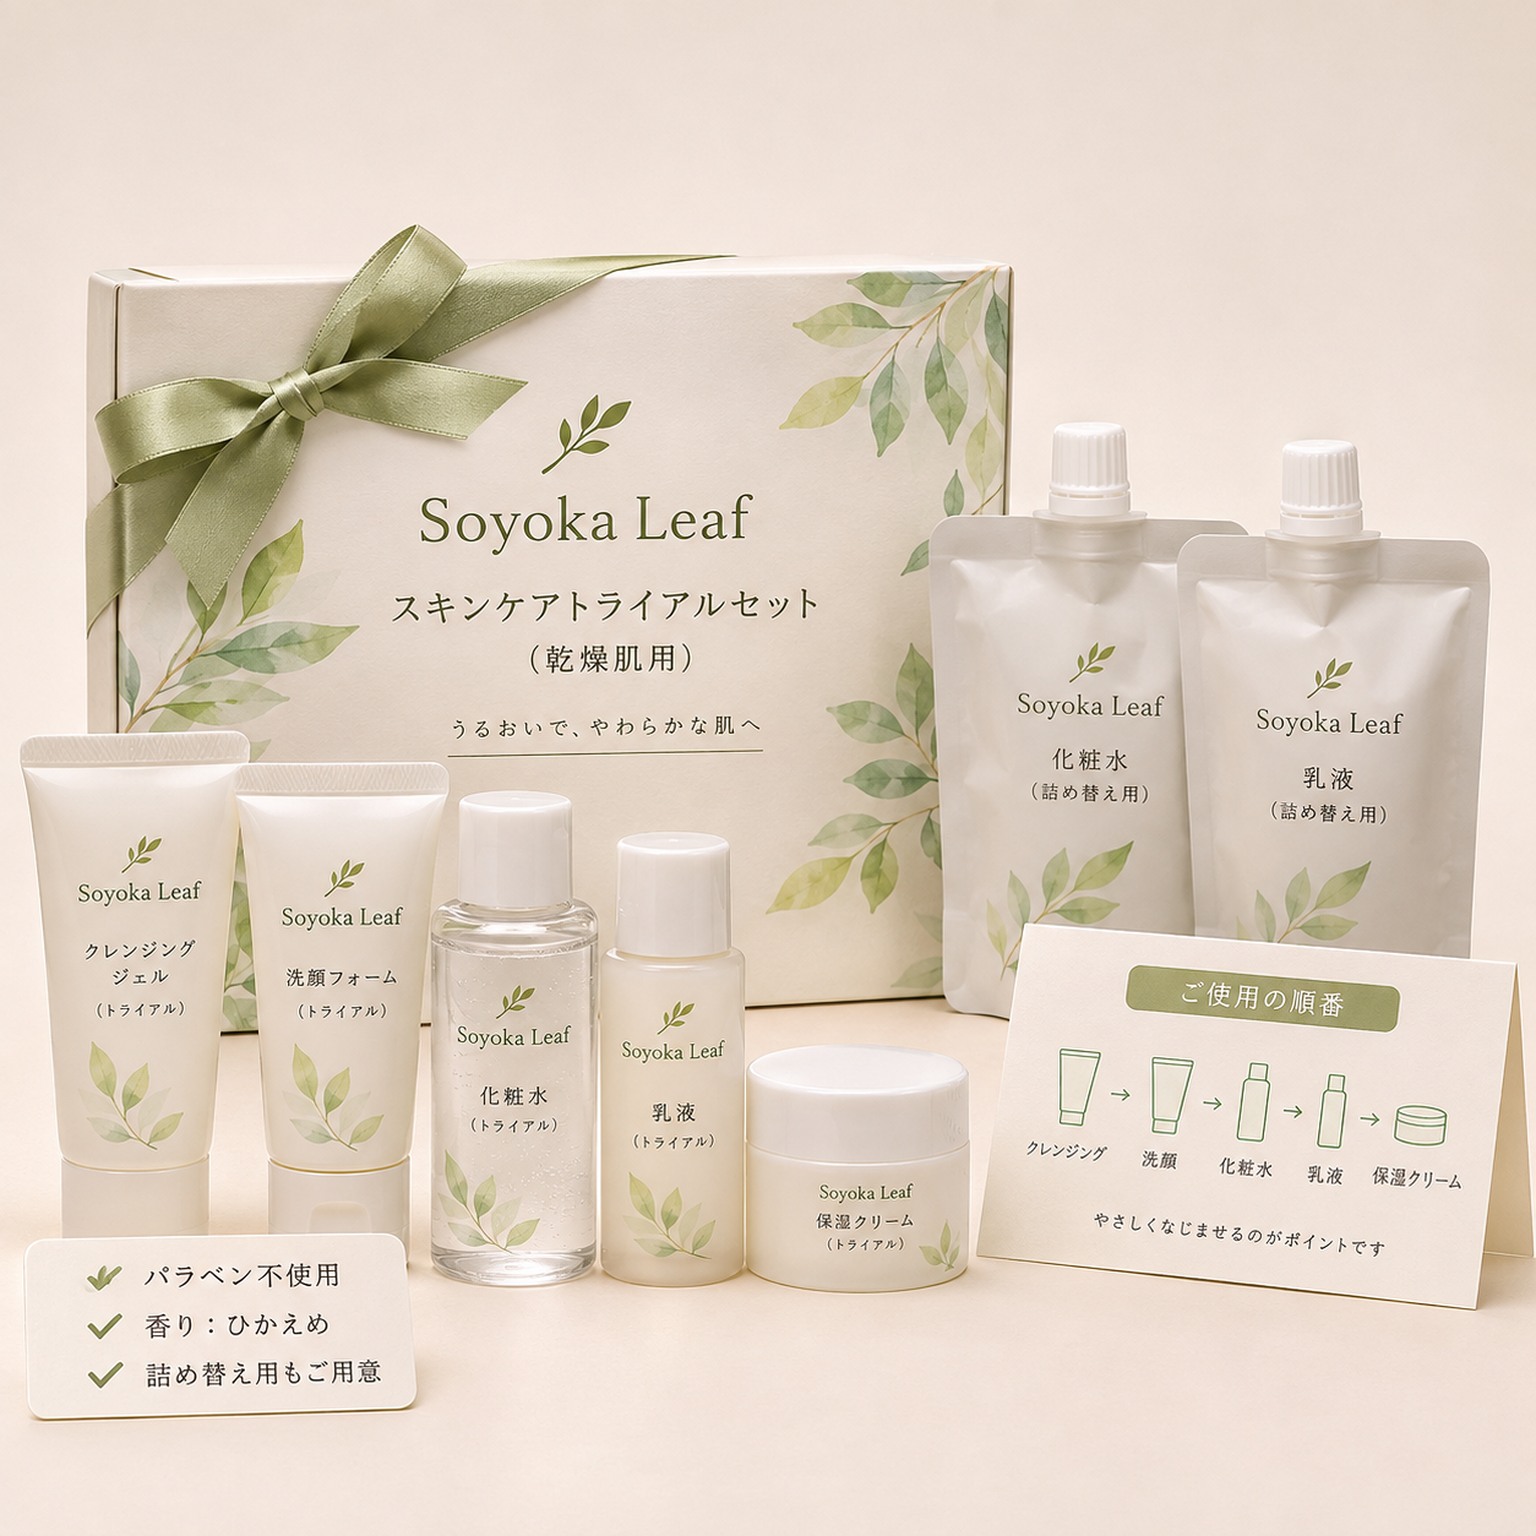 Soyoka Leaf
スキンケアトライアルセット
(乾燥肌用)
うるおいで、やわらかな肌へ
Soyoka Leaf
化粧水
(詰め替え用)
Soyoka Leaf
乳液
(詰め替え用)
Soyoka Leaf
クレンジング
ジェル
(トライアル)
Soyoka Leaf
洗顔フォーム
(トライアル)
Soyoka Leaf
化粧水
(トライアル)
Soyoka Leaf
乳液
(トライアル)
Soyoka Leaf
保湿クリーム
(トライアル)
ご使用の順番
クレンジング → 洗顔 → 化粧水 → 乳液 → 保湿クリーム
やさしくなじませるのがポイントです
パラベン不使用
香り:ひかえめ
詰め替え用もご用意